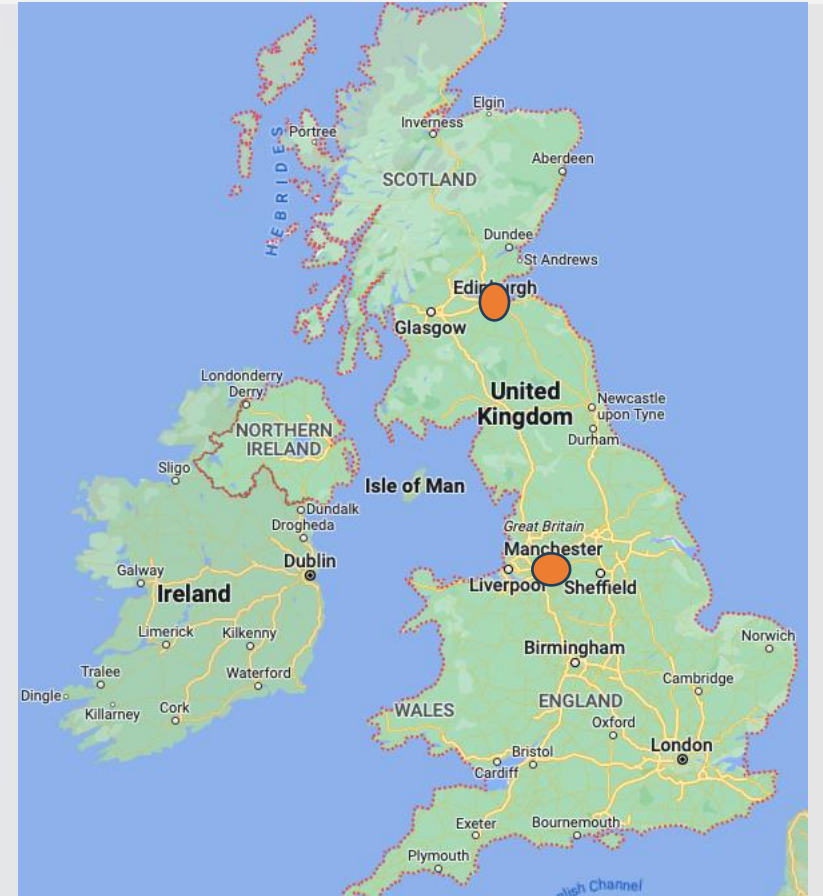 Elgin
Inverness
Portree
HEBRIDES
Aberdeen
SCOTLAND
Dundee
St Andrews
Edinburgh
Glasgow
Londonderry
Derry
United
Kingdom
Newcastle
upon Tyne
NORTHERN
IRELAND
Durham
Sligo
Isle of Man
Dundalk
Drogheda
Great Britain
Manchester
Dublin
Galway
Ireland
Liverpool
Sheffield
Limerick
Kilkenny
Norwich
Birmingham
Tralee
Waterford
Cambridge
Dingle
Killarney
Cork
WALES
ENGLAND
Oxford
London
Bristol
Cardiff
Exeter
Bournemouth
Plymouth
Channel